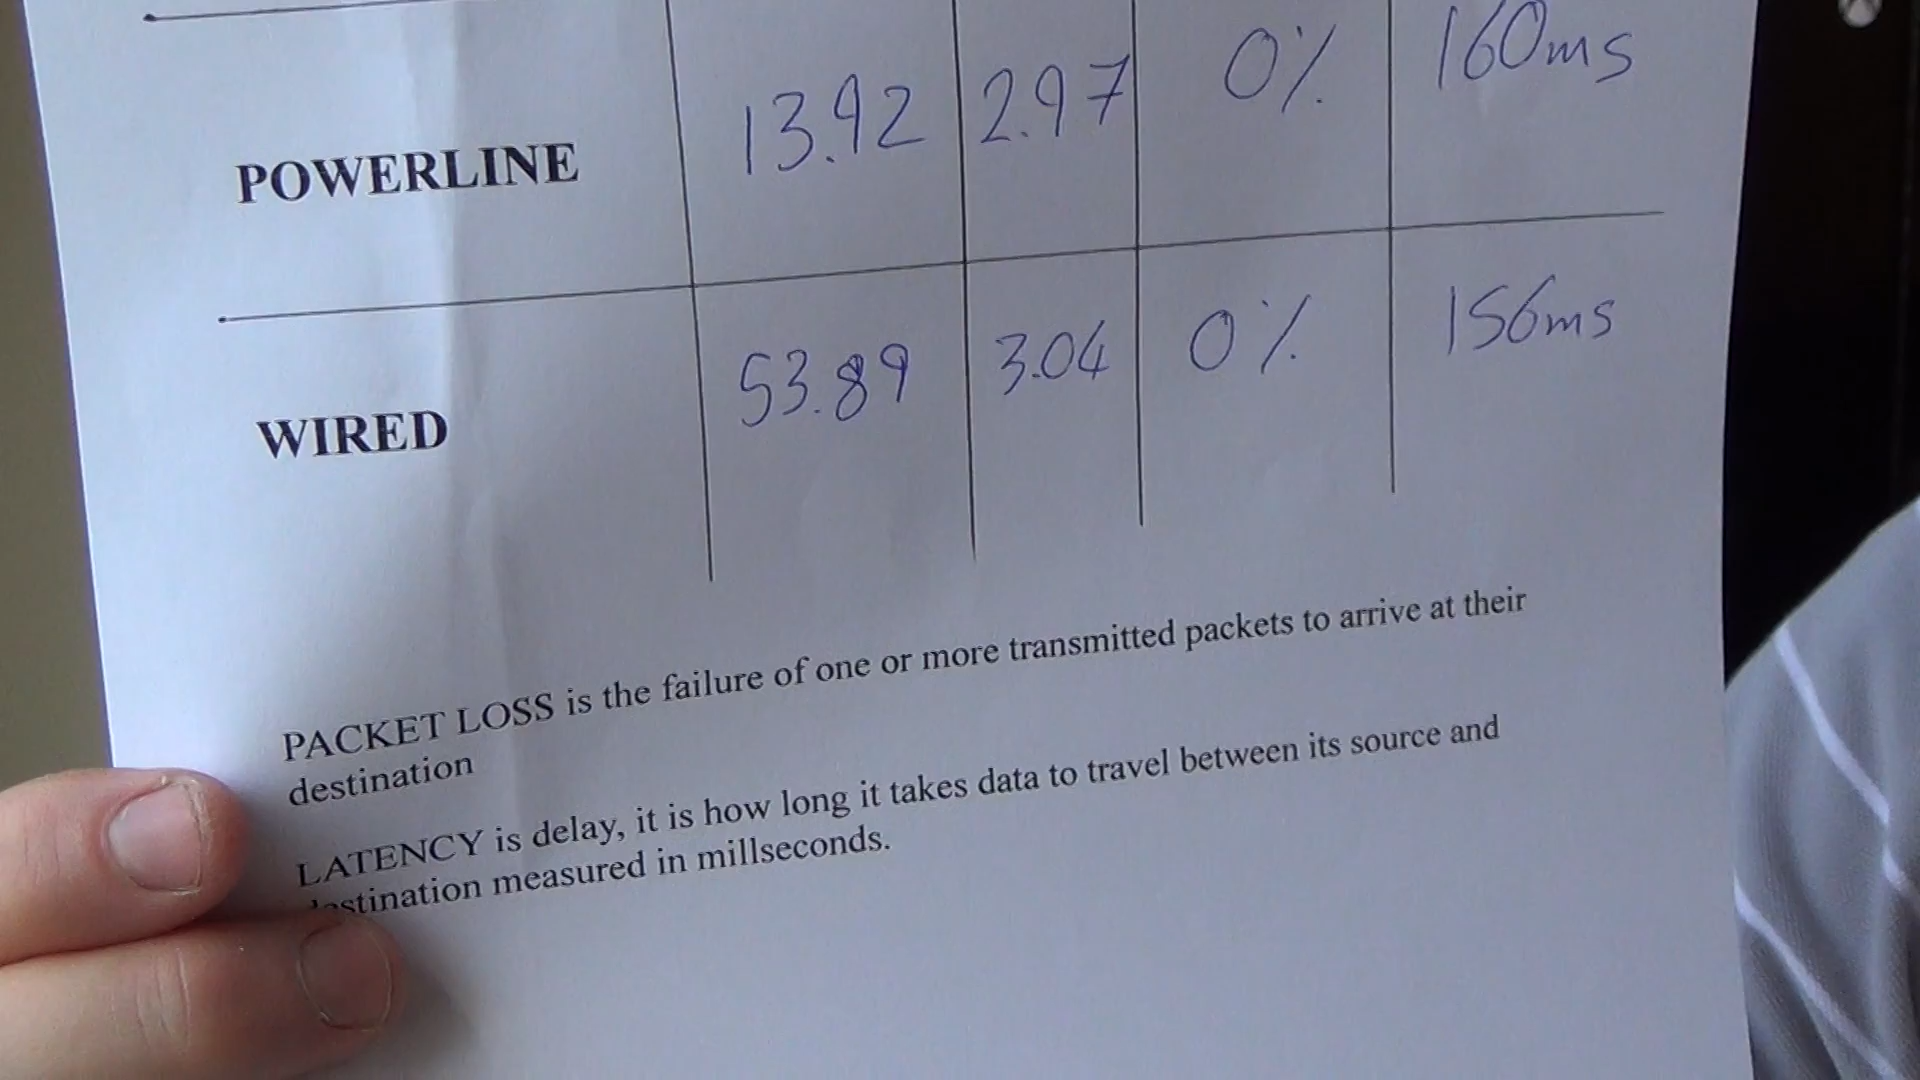 POWERLINE 13.92 2.97 0% 160ms
WIRED 53.89 3.04 0% 156ms
PACKET LOSS is the failure of one or more transmitted packets to arrive at their
destination
LATENCY is delay, it is how long it takes data to travel between its source and
destination measured in millseconds.